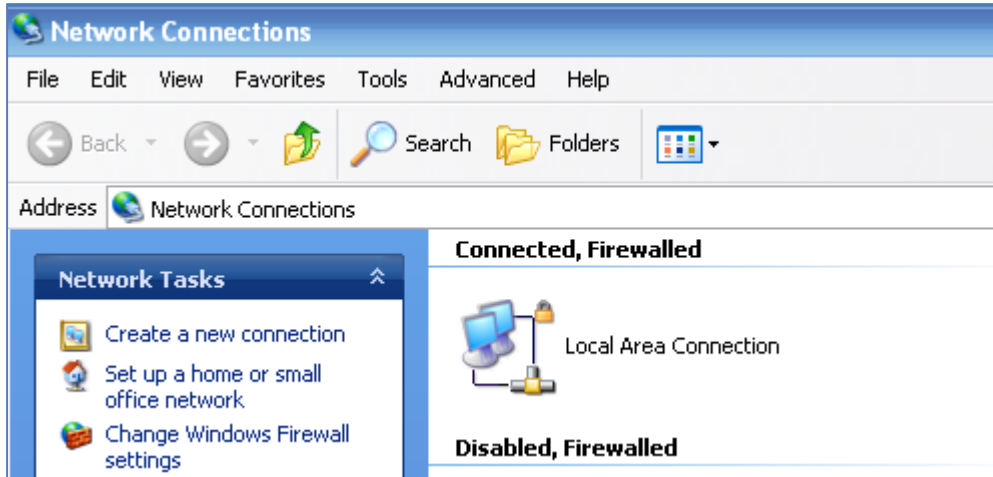 Network Connections
File Edit View Favorites Tools Advanced Help
Back Search Folders
Address Network Connections
Network Tasks
Create a new connection
Set up a home or small
office network
Change Windows Firewall
settings
Connected, Firewalled
Local Area Connection
Disabled, Firewalled